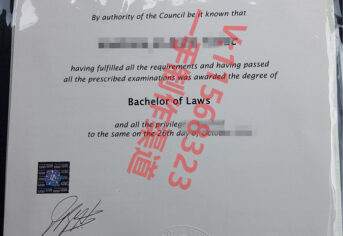 By authority of the Council be it known that
having fulfilled all the requirements and having passed
all the prescribed examinations was awarded the degree of
Bachelor of Laws
and all the privileges
to the same on the 26th day of October
V:11568323
一手制作渠道